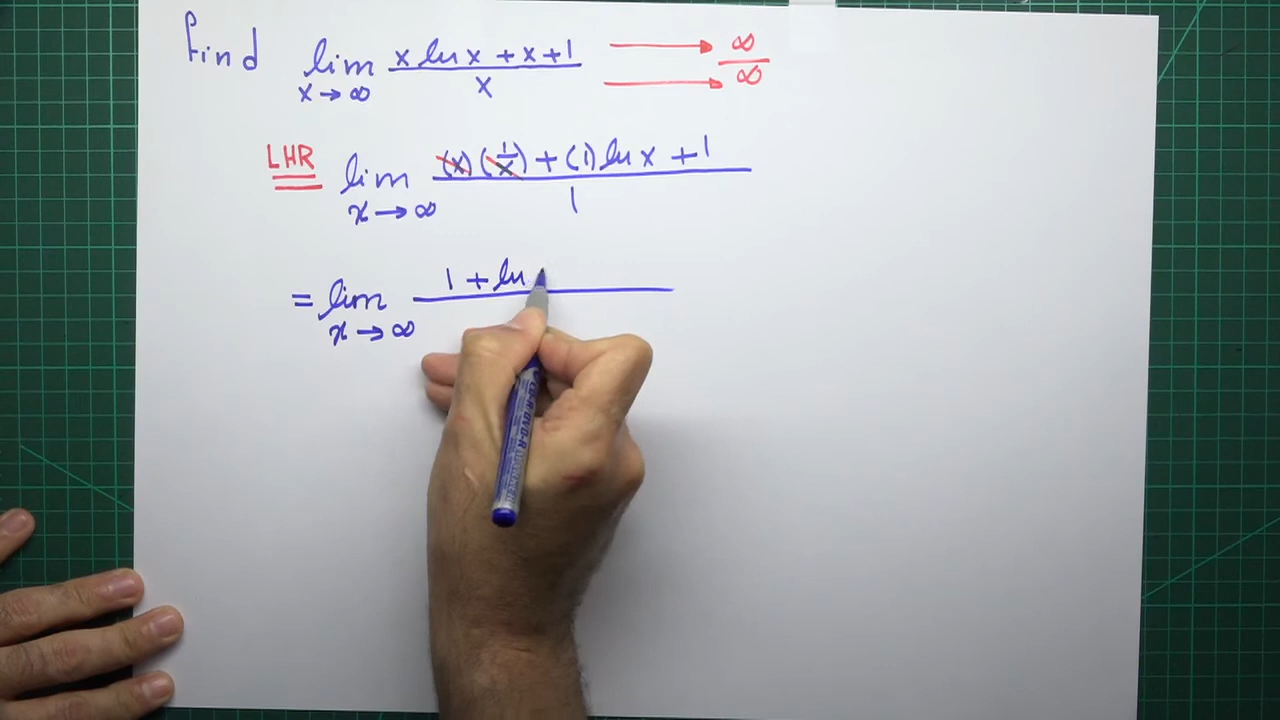 find lim x→∞ (x ln x + x + 1)/x → ∞ → ∞
LHR lim x→∞ ((x)(1/x) + (1) ln x + 1)/1
= lim x→∞ 1 + ln